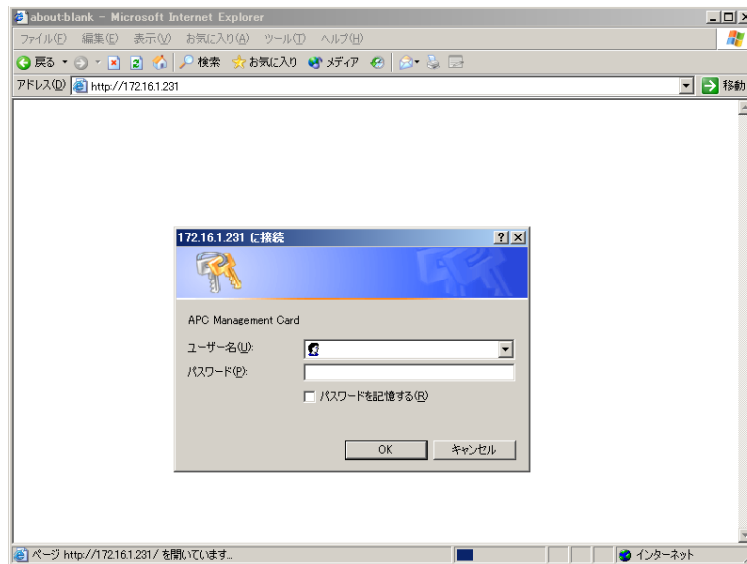 about:blank - Microsoft Internet Explorer
ファイル(F) 編集(E) 表示(V) お気に入り(A) ツール(T) ヘルプ(H)
戻る 検索 お気に入り メディア
アドレス(D) http://172.16.1.231 移動
172.16.1.231 に接続
APC Management Card
ユーザー名(U):
パスワード(P):
パスワードを記憶する(R)
OK キャンセル
ページ http://172.16.1.231/ を開いています... インターネット